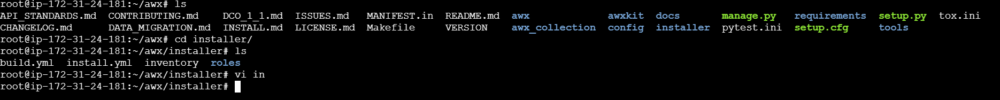 root@ip-172-31-24-181:~/awx# ls
API_STANDARDS.md CONTRIBUTING.md DCO_1_1.md ISSUES.md MANIFEST.in README.md awx awxkit docs manage.py requirements setup.py tox.ini
CHANGELOG.md DATA_MIGRATION.md INSTALL.md LICENSE.md Makefile VERSION awx_collection config installer pytest.ini setup.cfg tools
root@ip-172-31-24-181:~/awx# cd installer/
root@ip-172-31-24-181:~/awx/installer# ls
build.yml install.yml inventory roles
root@ip-172-31-24-181:~/awx/installer# vi in
root@ip-172-31-24-181:~/awx/installer#